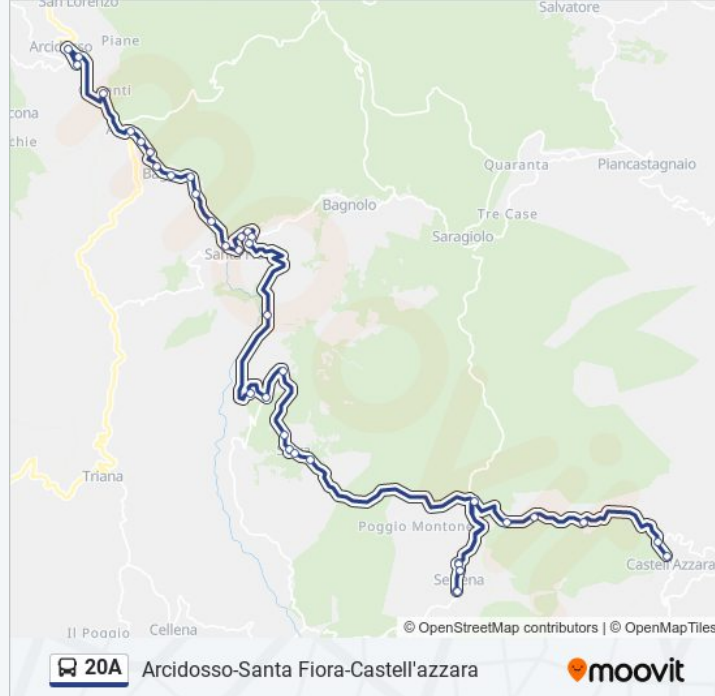 San Lorenzo
Salvatore
Arcidosso
Piane
Quaranta
Piancastagnaio
Bagnolo
Tre Case
Saragiolo
Triana
Poggio Montone
Castell'Azzara
Il Poggio
Cellena
© OpenStreetMap contributors | © OpenMapTiles
20A
Arcidosso-Santa Fiora-Castell'azzara
moovit